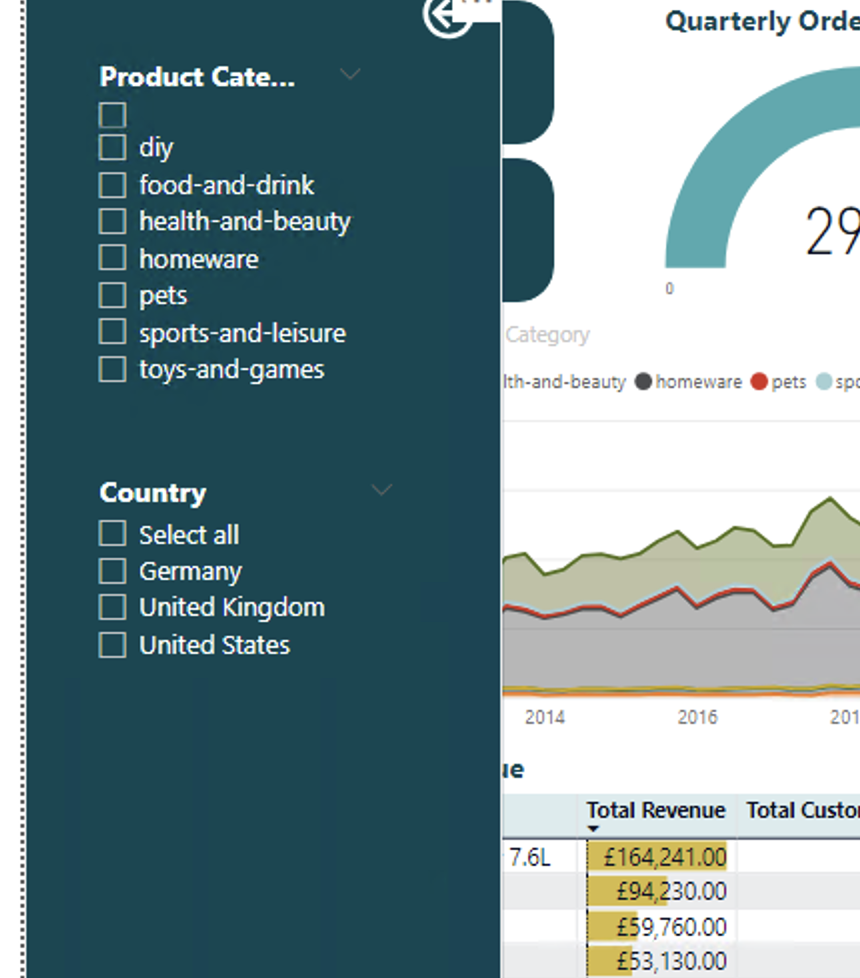 Product Cate...
diy
food-and-drink
health-and-beauty
homeware
pets
sports-and-leisure
toys-and-games
Country
Select all
Germany
United Kingdom
United States
Quarterly Orde
29
0
Category
lth-and-beauty homeware pets spo
2014 2016 201
ue
Total Revenue Total Custo
7.6L £164,241.00
£94,230.00
£59,760.00
£53,130.00